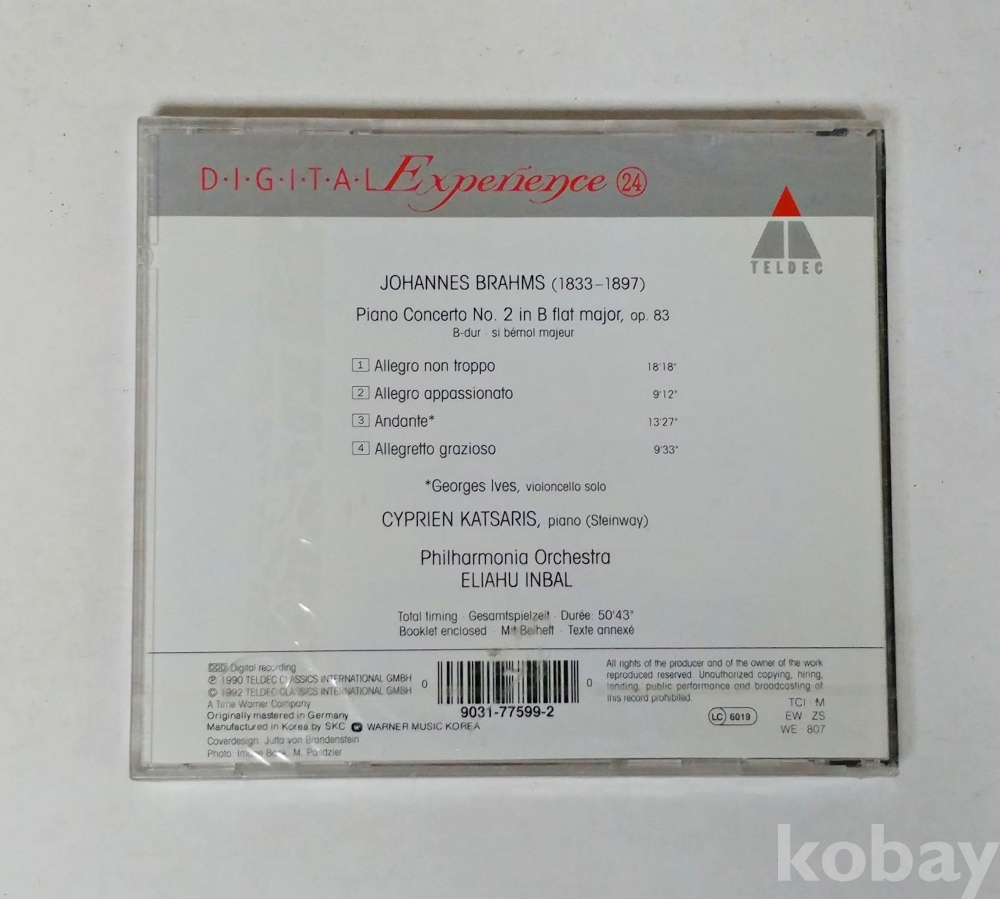 D·I·G·I·T·A·L Experience 24
TELDEC
JOHANNES BRAHMS (1833-1897)
Piano Concerto No. 2 in B flat major, op. 83
B-dur · si bémol majeur
1 Allegro non troppo 18'18"
2 Allegro appassionato 9'12"
3 Andante* 13'27"
4 Allegretto grazioso 9'33"
*Georges Ives, violoncello solo
CYPRIEN KATSARIS, piano (Steinway)
Philharmonia Orchestra
ELIAHU INBAL
Total timing · Gesamtspielzeit · Durée: 50'43"
Booklet enclosed · Mit Beiheft · Texte annexé
DDD Digital recording
℗ 1990 TELDEC CLASSICS INTERNATIONAL GMBH
© 1992 TELDEC CLASSICS INTERNATIONAL GMBH
A Time Warner Company
Originally mastered in Germany
Manufactured in Korea by SKC WARNER MUSIC KOREA
Coverdesign: Jutta von Brandenstein
Photo: Image Bank, M.
0 0
9031-77599-2
All rights of the producer and of the owner of the work
reproduced reserved. Unauthorized copying, hiring,
lending, public performance and broadcasting of
this record prohibited.
LC 6019
TCI · M
EW ZS
WE · 807
kobay